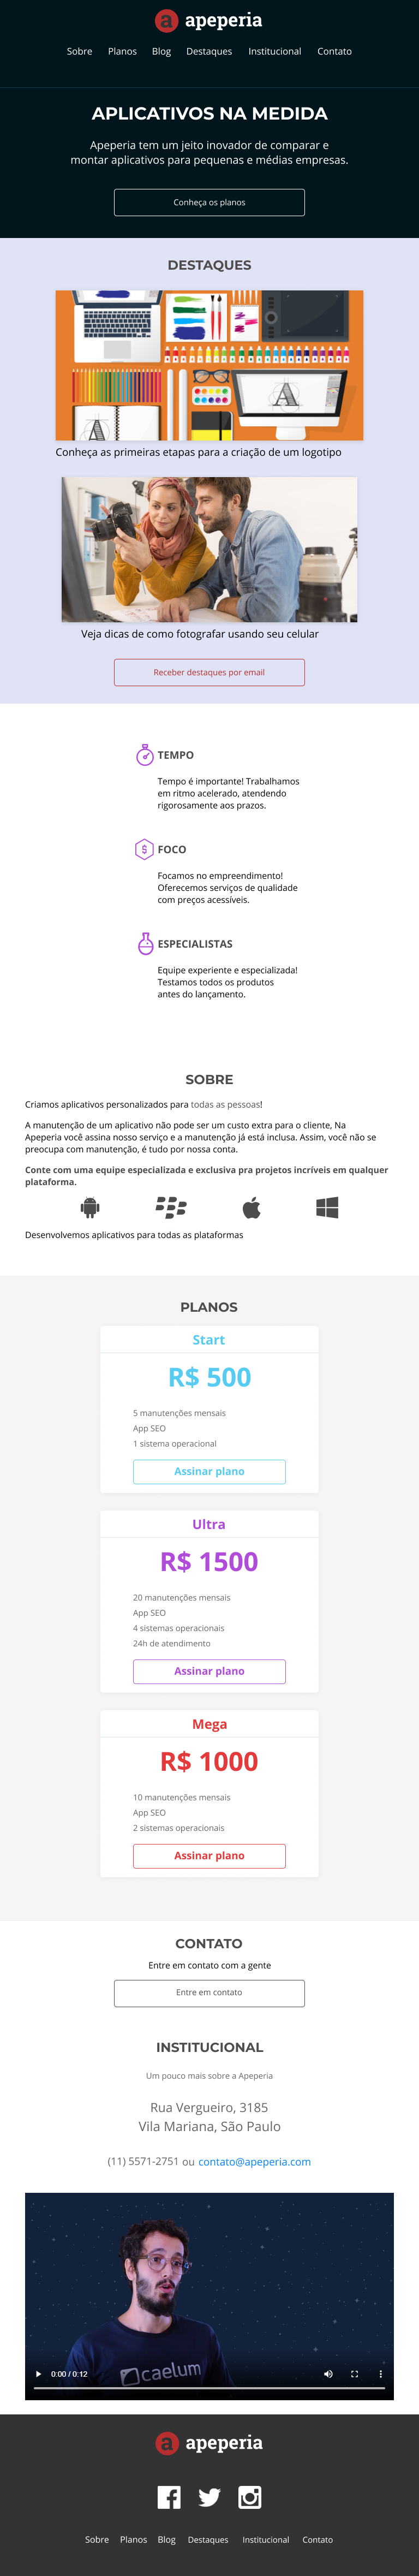 a apeperia
Sobre Planos Blog Destaques Institucional Contato
APLICATIVOS NA MEDIDA
Apeperia tem um jeito inovador de comparar e
montar aplicativos para pequenas e médias empresas.
Conheça os planos
DESTAQUES
A
A
Conheça as primeiras etapas para a criação de um logotipo
Veja dicas de como fotografar usando seu celular
Receber destaques por email
TEMPO
Tempo é importante! Trabalhamos
em ritmo acelerado, atendendo
rigorosamente aos prazos.
$ FOCO
Focamos no empreendimento!
Oferecemos serviços de qualidade
com preços acessíveis.
ESPECIALISTAS
Equipe experiente e especializada!
Testamos todos os produtos
antes do lançamento.
SOBRE
Criamos aplicativos personalizados para todas as pessoas!
A manutenção de um aplicativo não pode ser um custo extra para o cliente, Na
Apeperia você assina nosso serviço e a manutenção já está inclusa. Assim, você não se
preocupa com manutenção, é tudo por nossa conta.
Conte com uma equipe especializada e exclusiva pra projetos incríveis em qualquer
plataforma.
Desenvolvemos aplicativos para todas as plataformas
PLANOS
Start
R$ 500
5 manutenções mensais
App SEO
1 sistema operacional
Assinar plano
Ultra
R$ 1500
20 manutenções mensais
App SEO
4 sistemas operacionais
24h de atendimento
Assinar plano
Mega
R$ 1000
10 manutenções mensais
App SEO
2 sistemas operacionais
Assinar plano
CONTATO
Entre em contato com a gente
Entre em contato
INSTITUCIONAL
Um pouco mais sobre a Apeperia
Rua Vergueiro, 3185
Vila Mariana, São Paulo
(11) 5571-2751 ou contato@apeperia.com
caelum
0:00 / 0:12
a apeperia
Sobre Planos Blog Destaques Institucional Contato